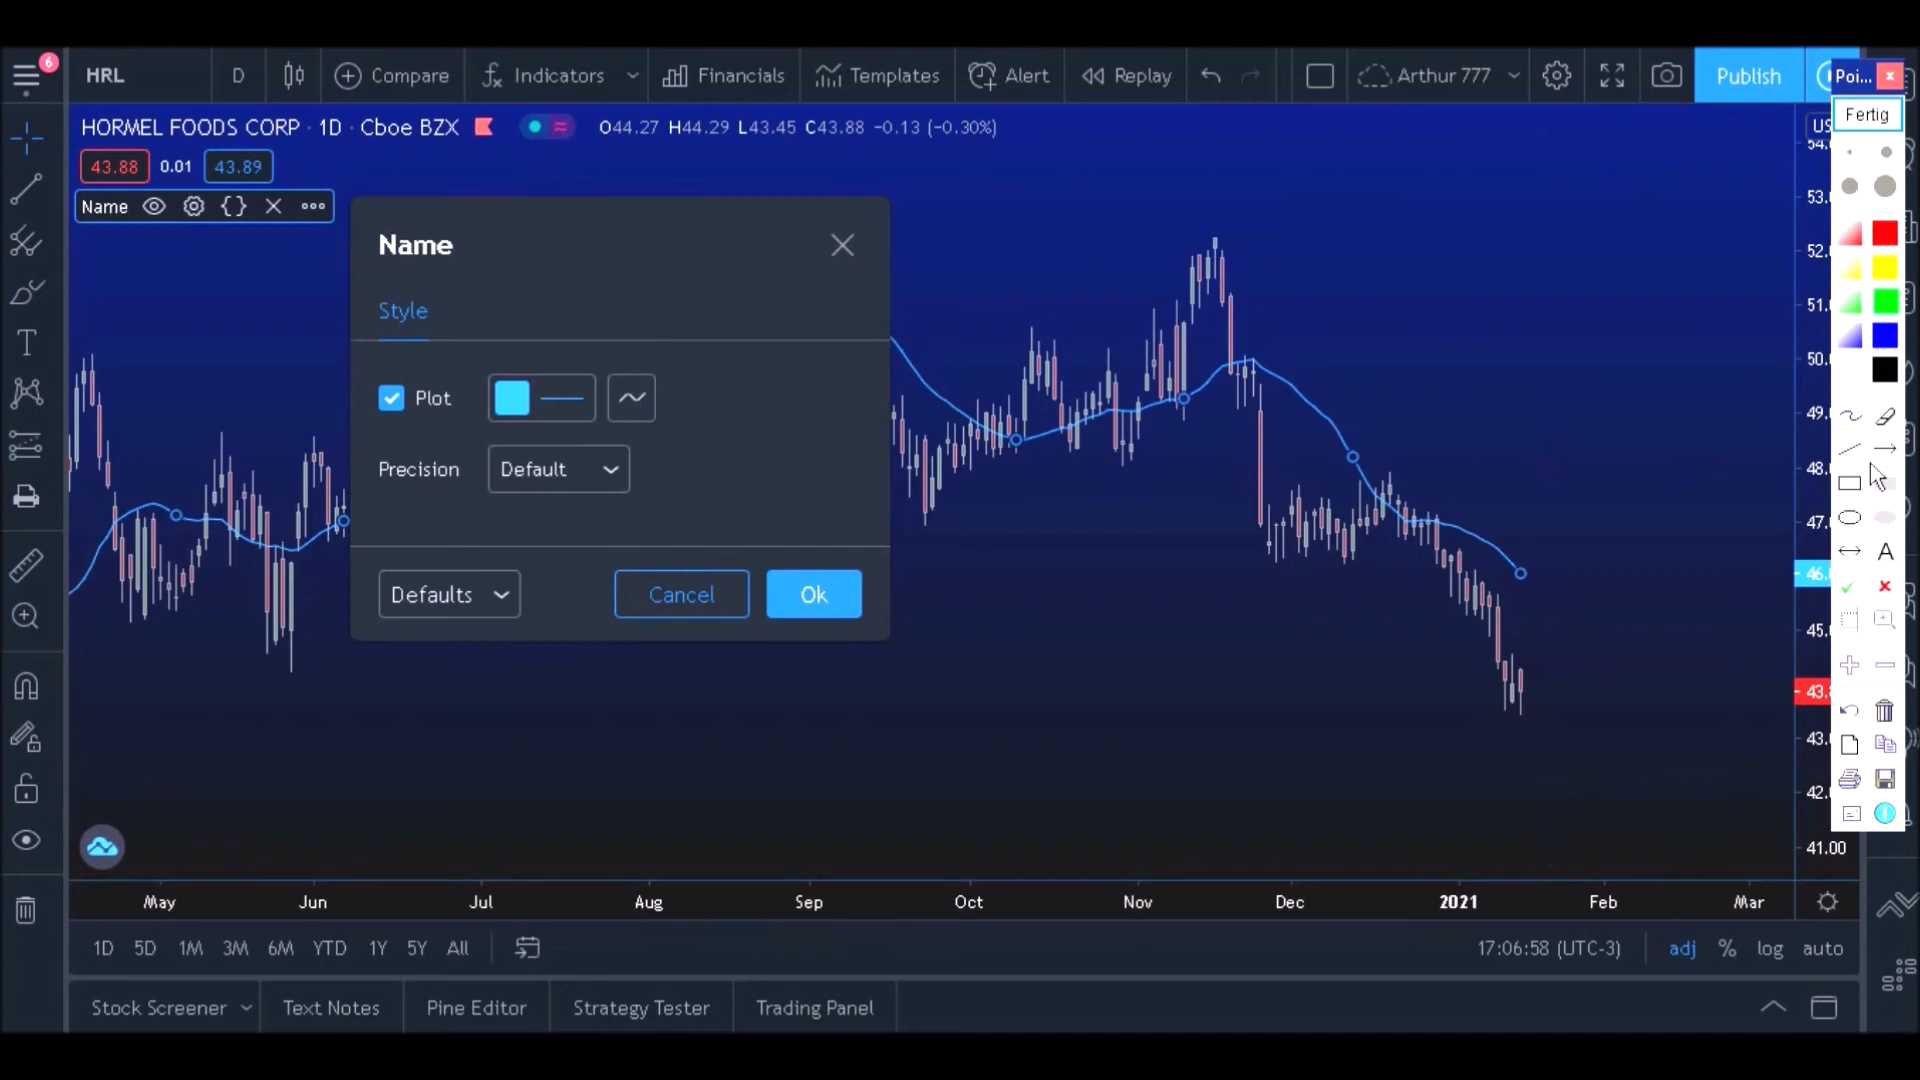 6
HRL D Compare Indicators Financials Templates Alert Replay Arthur 777 Publish
Poi...
Fertig
HORMEL FOODS CORP · 1D · Cboe BZX O44.27 H44.29 L43.45 C43.88 −0.13 (−0.30%)
43.88 0.01 43.89
Name
Name
Style
Plot
Precision Default
Defaults Cancel Ok
US
54.
53.
52.
51.
50.
49.
48.
47.
46.
45.
43.
43.
42.
41.00
A
T
May Jun Jul Aug Sep Oct Nov Dec 2021 Feb Mar
1D 5D 1M 3M 6M YTD 1Y 5Y All 17:06:58 (UTC-3) adj % log auto
Stock Screener Text Notes Pine Editor Strategy Tester Trading Panel